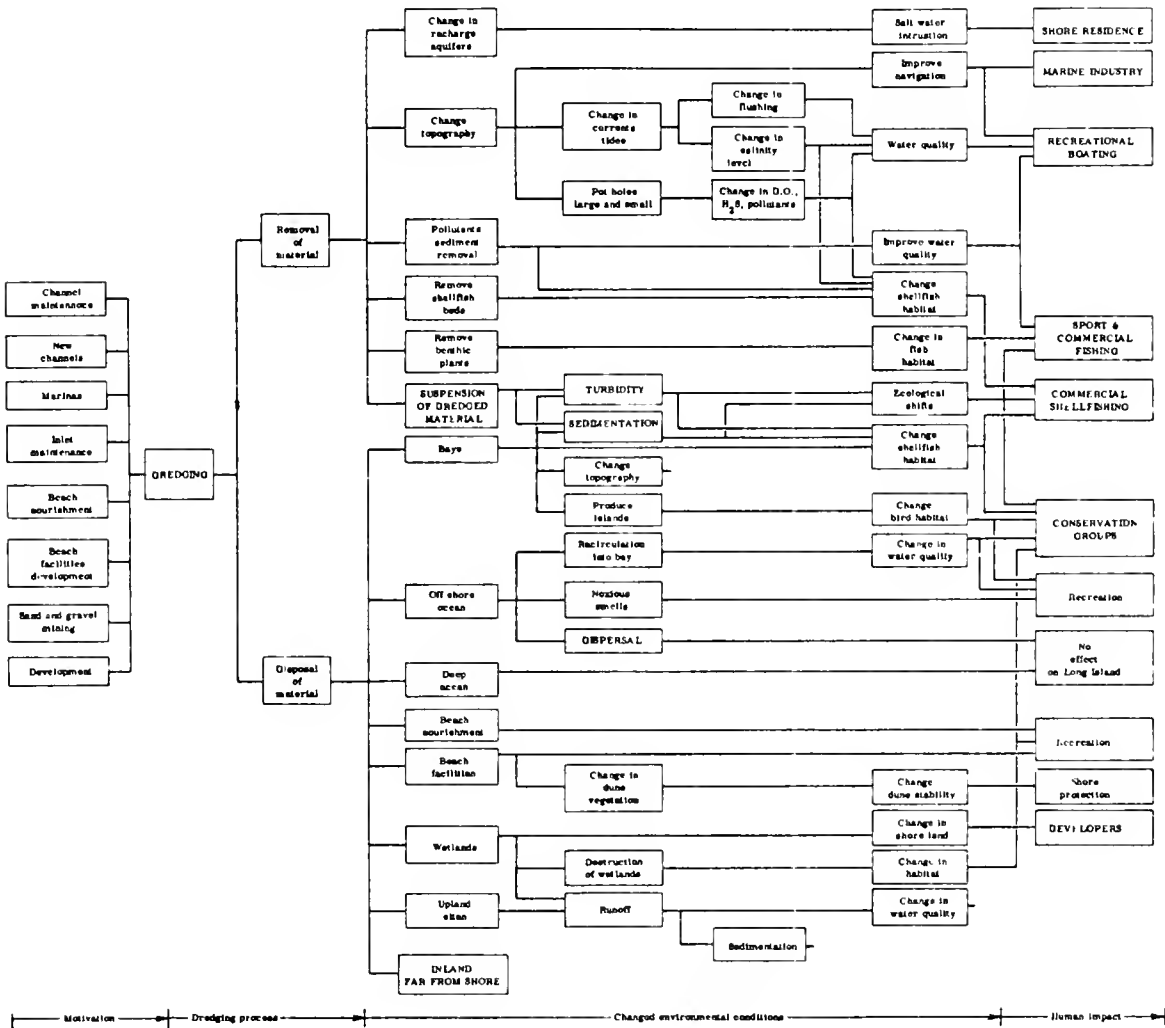 Channel
maintenance
New
channels
Marinas
Inlet
maintenance
Beach
nourishment
Beach
facilities
development
Sand and gravel
mining
Development
DREDGING
Removal
of
material
Disposal
of
material
Change in
recharge
aquifers
Change
topography
Pollutants
sediment
removal
Remove
shellfish
beds
Remove
benthic
plants
SUSPENSION
OF DREDGED
MATERIAL
Bays
Off shore
ocean
Deep
ocean
Beach
nourishment
Beach
facilities
Wetlands
Upland
sites
INLAND
FAR FROM SHORE
Change in
currents
tides
Pot holes
large and small
TURBIDITY
SEDIMENTATION
Change
topography
Produce
islands
Recirculation
into bay
Noxious
smells
DISPERSAL
Change in
dune
vegetation
Destruction
of wetlands
Runoff
Change in
flushing
Change in
salinity
level
Change in D.O.,
H2S, pollutants
Sedimentation
Salt water
intrustion
Improve
navigation
Water quality
Improve water
quality
Change
shellfish
habitat
Change in
fish
habitat
Ecological
shifts
Change
shellfish
habitat
Change
bird habitat
Change in
water quality
Change
dune stability
Change in
shore land
Change in
habitat
Change in
water quality
SHORE RESIDENCE
MARINE INDUSTRY
RECREATIONAL
BOATING
SPORT &
COMMERCIAL
FISHING
COMMERCIAL
SHELLFISHING
CONSERVATION
GROUPS
Recreation
No
effect
on Long Island
Recreation
Shore
protection
DEVELOPERS
Motivation
Dredging process
Changed environmental conditions
Human impact